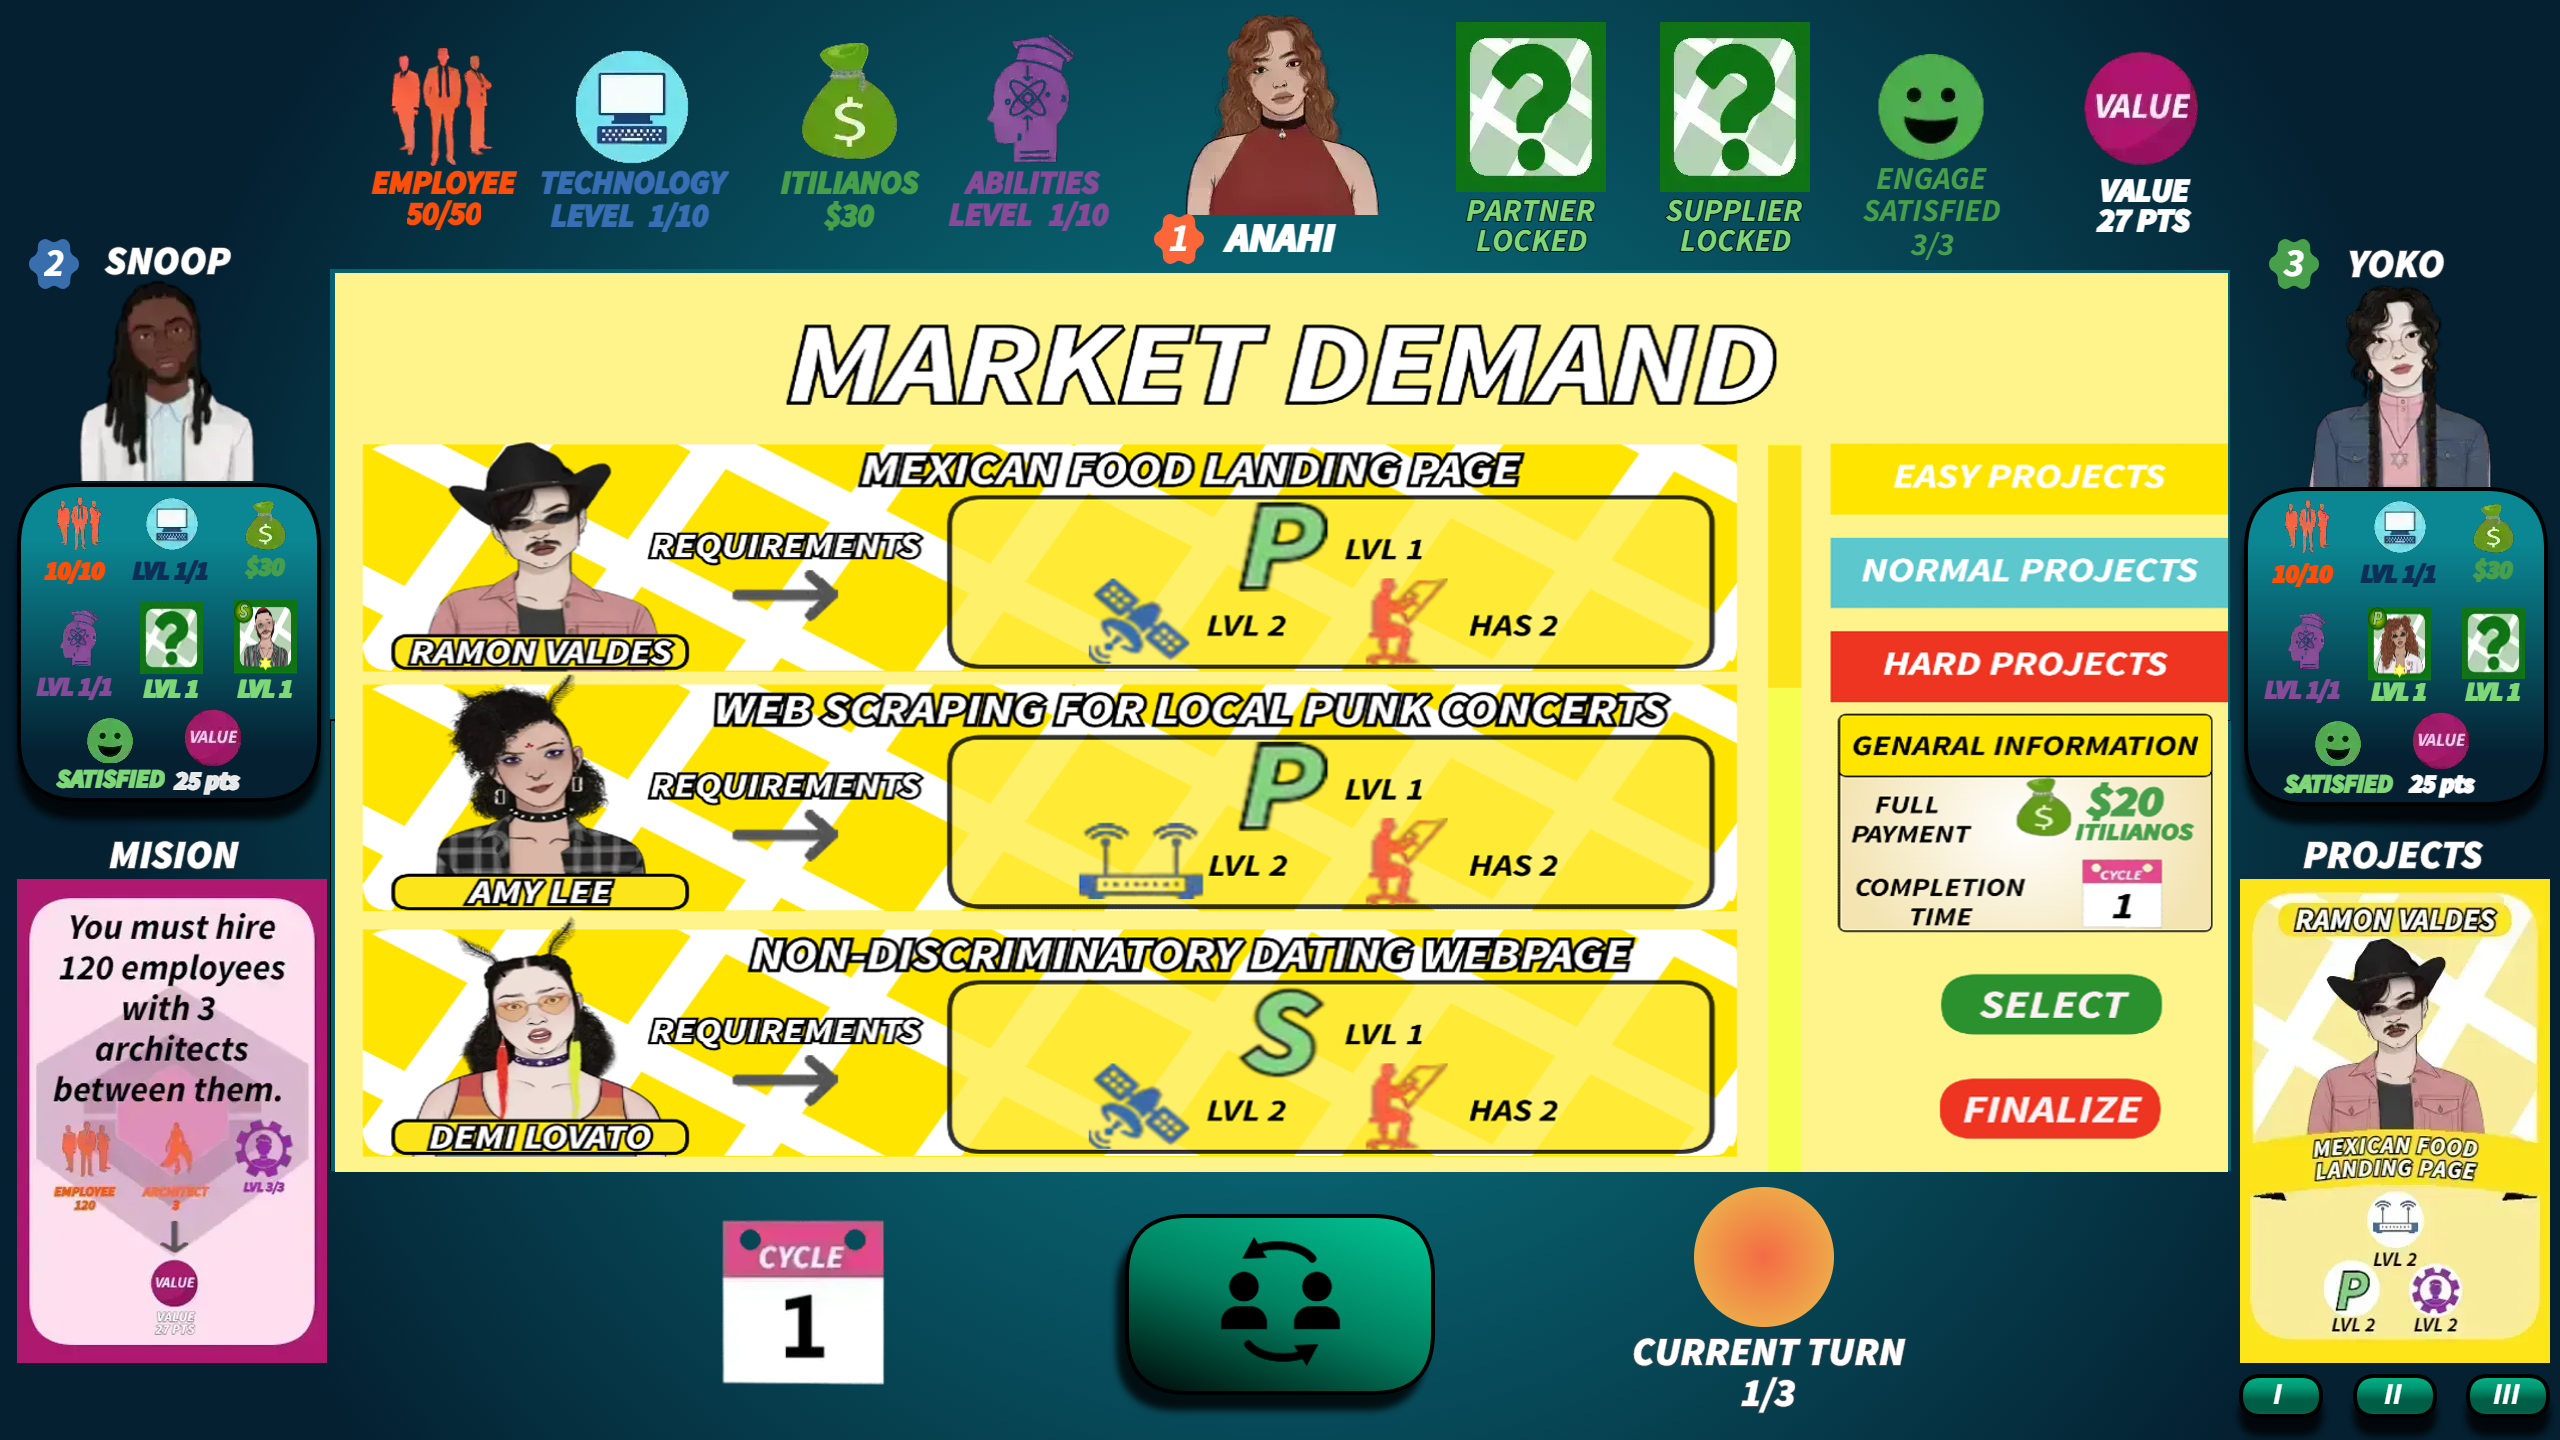 EMPLOYEE
50/50
TECHNOLOGY
LEVEL 1/10
$
ITILIANOS
$30
ABILITIES
LEVEL 1/10
1 ANAHI
?
PARTNER
LOCKED
?
SUPPLIER
LOCKED
ENGAGE
SATISFIED
3/3
VALUE
VALUE
27 PTS
2 SNOOP
$
10/10
LVL 1/1
$30
?
S
LVL 1/1
LVL 1
LVL 1
VALUE
SATISFIED
25 pts
3 YOKO
$
10/10
LVL 1/1
$30
P
?
LVL 1/1
LVL 1
LVL 1
VALUE
SATISFIED
25 pts
MARKET DEMAND
MEXICAN FOOD LANDING PAGE
REQUIREMENTS
P LVL 1
LVL 2
HAS 2
RAMON VALDES
WEB SCRAPING FOR LOCAL PUNK CONCERTS
REQUIREMENTS
P LVL 1
LVL 2
HAS 2
AMY LEE
NON-DISCRIMINATORY DATING WEBPAGE
REQUIREMENTS
S LVL 1
LVL 2
HAS 2
DEMI LOVATO
EASY PROJECTS
NORMAL PROJECTS
HARD PROJECTS
GENARAL INFORMATION
FULL
PAYMENT
$
$20
ITILIANOS
COMPLETION
TIME
CYCLE
1
SELECT
FINALIZE
MISION
You must hire
120 employees
with 3
architects
between them.
EMPLOYEE
120
ARCHITECT
3
LVL 3/3
VALUE
VALUE
27 PTS
PROJECTS
RAMON VALDES
MEXICAN FOOD
LANDING PAGE
LVL 2
P
LVL 2
LVL 2
I
II
III
CYCLE
1
CURRENT TURN
1/3